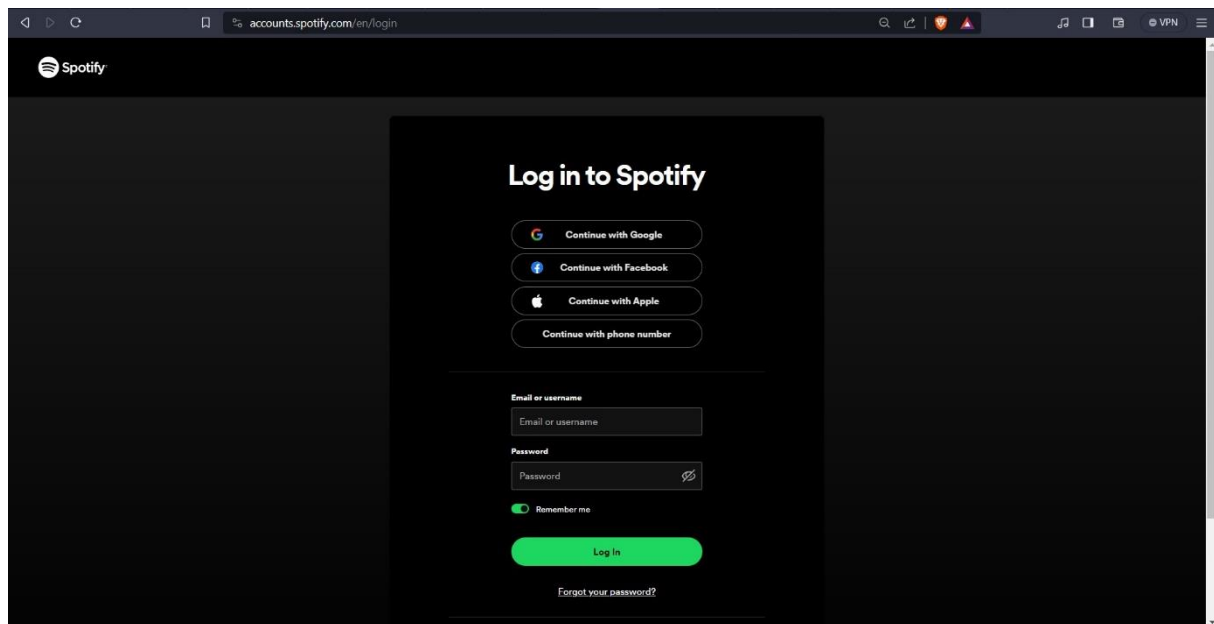 accounts.spotify.com/en/login
VPN
Spotify
Log in to Spotify
Continue with Google
Continue with Facebook
Continue with Apple
Continue with phone number
Email or username
Email or username
Password
Password
Remember me
Log In
Forgot your password?